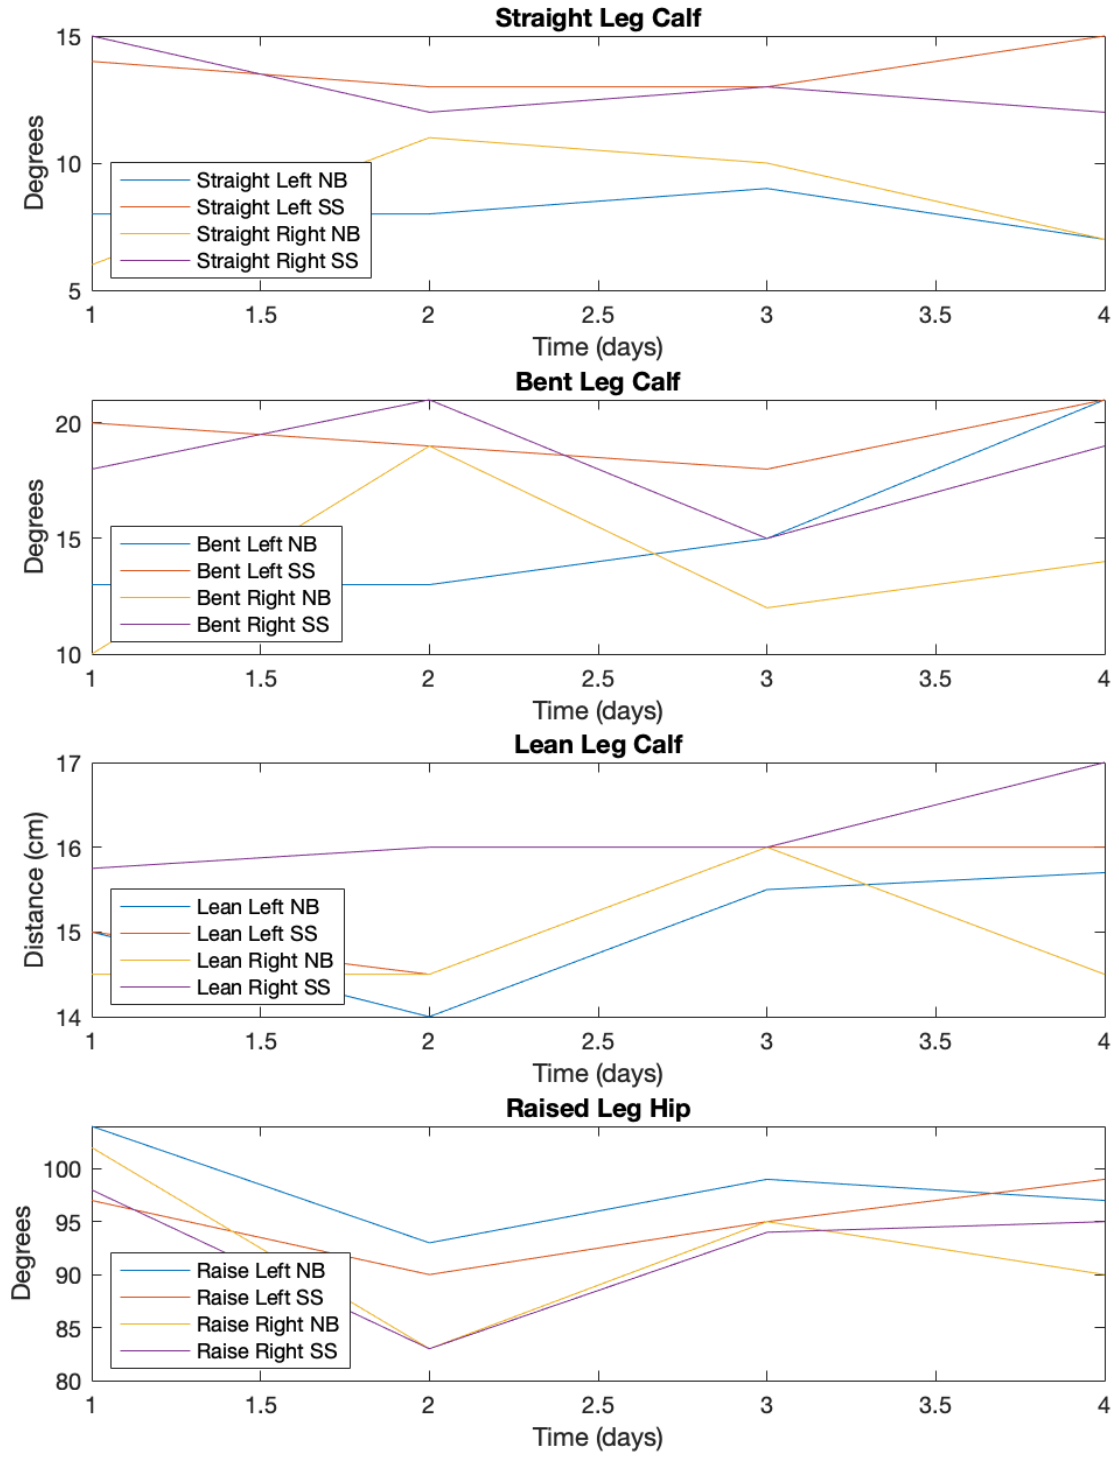 Straight Leg Calf
15
10
5
Degrees
Straight Left NB
Straight Left SS
Straight Right NB
Straight Right SS
1 1.5 2 2.5 3 3.5 4
Time (days)
Bent Leg Calf
20
15
10
Degrees
Bent Left NB
Bent Left SS
Bent Right NB
Bent Right SS
1 1.5 2 2.5 3 3.5 4
Time (days)
Lean Leg Calf
17
16
15
14
Distance (cm)
Lean Left NB
Lean Left SS
Lean Right NB
Lean Right SS
1 1.5 2 2.5 3 3.5 4
Time (days)
Raised Leg Hip
100
95
90
85
80
Degrees
Raise Left NB
Raise Left SS
Raise Right NB
Raise Right SS
1 1.5 2 2.5 3 3.5 4
Time (days)